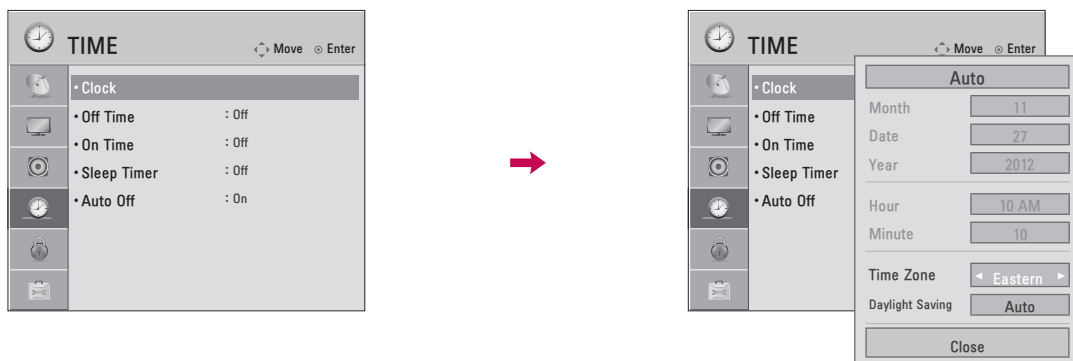 TIME
Move Enter
• Clock
• Off Time : Off
• On Time : Off
• Sleep Timer : Off
• Auto Off : On
TIME
Move Enter
• Clock
• Off Time
• On Time
• Sleep Timer
• Auto Off
Auto
Month 11
Date 27
Year 2012
Hour 10 AM
Minute 10
Time Zone ◄ Eastern ►
Daylight Saving Auto
Close